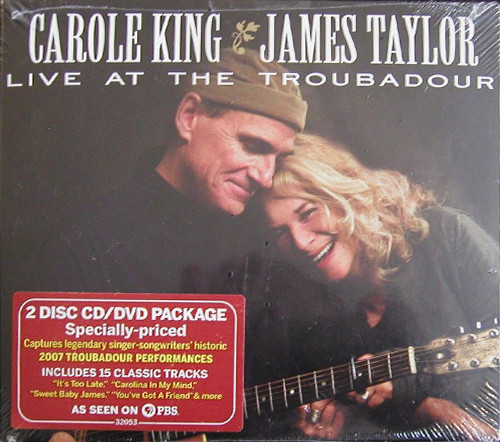 CAROLE KING JAMES TAYLOR
LIVE AT THE TROUBADOUR
2 DISC CD/DVD PACKAGE
Specially-priced
Captures legendary singer-songwriters' historic
2007 TROUBADOUR PERFORMANCES
INCLUDES 15 CLASSIC TRACKS
"It's Too Late," "Carolina In My Mind,"
"Sweet Baby James," "You've Got A Friend" & more
AS SEEN ON PBS.
32053